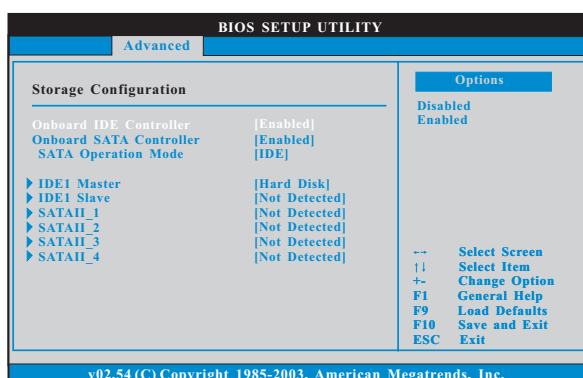 BIOS SETUP UTILITY
Advanced
Storage Configuration
Onboard IDE Controller [Enabled]
Onboard SATA Controller [Enabled]
SATA Operation Mode [IDE]
IDE1 Master [Hard Disk]
IDE1 Slave [Not Detected]
SATAII_1 [Not Detected]
SATAII_2 [Not Detected]
SATAII_3 [Not Detected]
SATAII_4 [Not Detected]
Options
Disabled
Enabled
←→ Select Screen
↑↓ Select Item
+- Change Option
F1 General Help
F9 Load Defaults
F10 Save and Exit
ESC Exit
v02.54 (C) Copyright 1985-2003, American Megatrends, Inc.